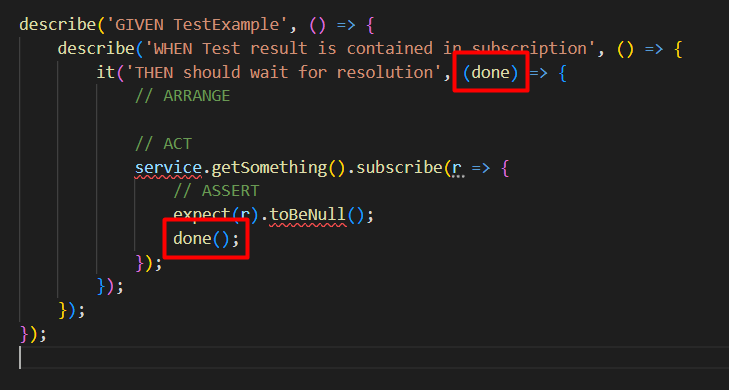 describe('GIVEN TestExample', () => {
describe('WHEN Test result is contained in subscription', () => {
it('THEN should wait for resolution', (done) => {
// ARRANGE
// ACT
service.getSomething().subscribe(r => {
// ASSERT
expect(r).toBeNull();
done();
});
});
});
});